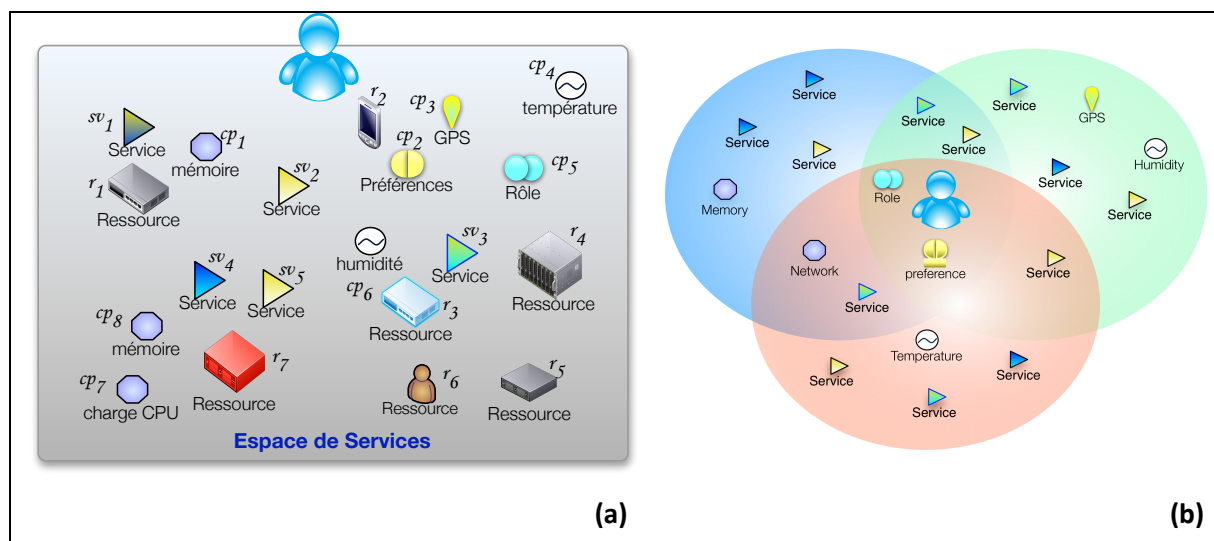 cp4
température
r2
cp3
GPS
sv1
Service
cp1
mémoire
cp2
Préférences
cp5
Rôle
r1
Ressource
sv2
Service
humidité
cp6
sv3
Service
r4
Ressource
sv4
Service
sv5
Service
r3
Ressource
cp8
mémoire
cp7
charge CPU
r7
Ressource
r6
Ressource
r5
Ressource
Espace de Services
(a)
Service
Service
Service
Memory
Service
Service
Service
GPS
Service
Humidity
Service
Role
Network
preference
Service
Service
Temperature
Service
Service
Service
(b)